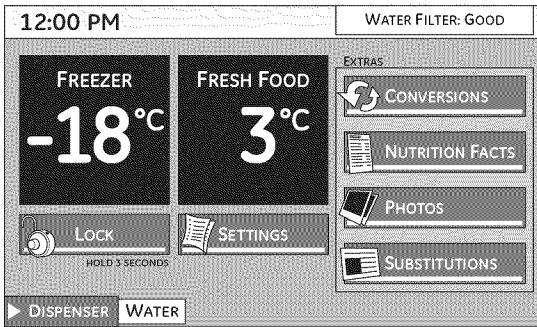 12:00 PM
WATER FILTER: GOOD
FREEZER
-18°C
FRESH FOOD
3°C
LOCK
HOLD 3 SECONDS
SETTINGS
EXTRAS
CONVERSIONS
NUTRITION FACTS
PHOTOS
SUBSTITUTIONS
DISPENSER
WATER